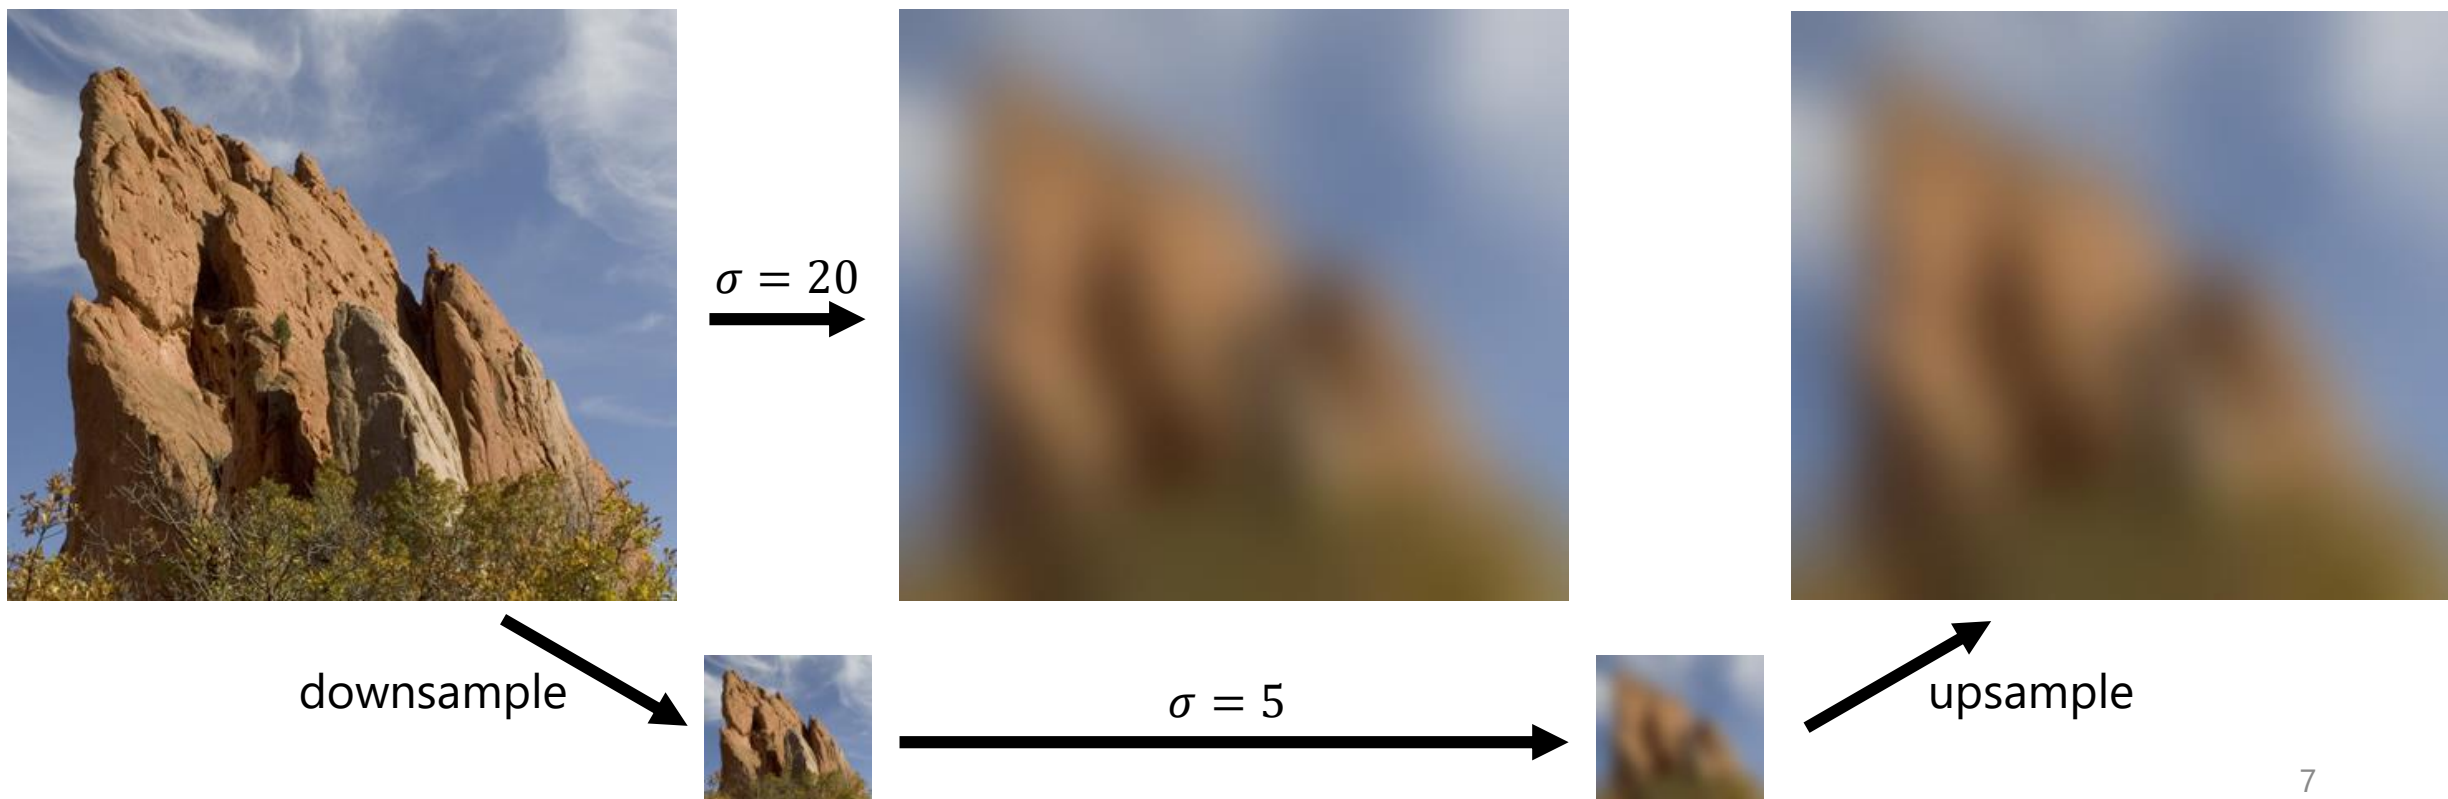 σ = 20
downsample
σ = 5
upsample
7